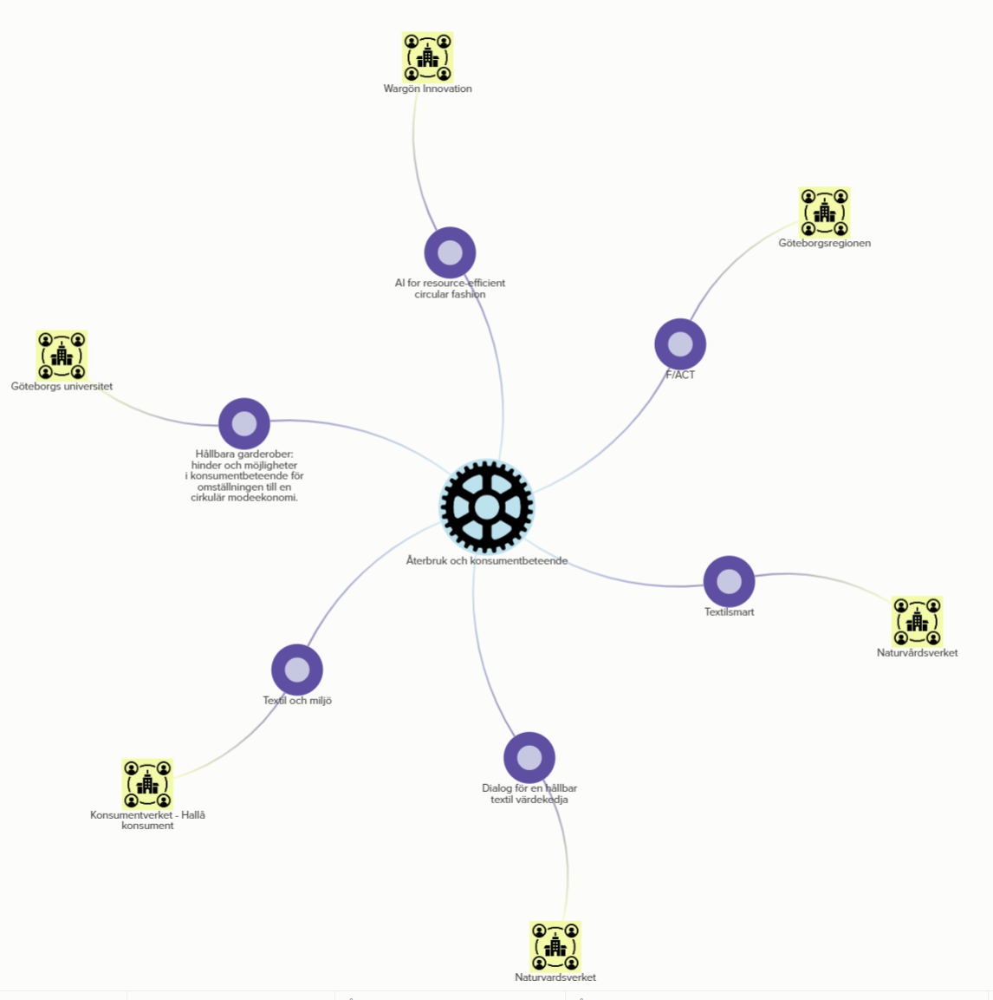 Wargön Innovation
Göteborgsregionen
AI for resource-efficient
circular fashion
F/ACT
Göteborgs universitet
Hållbara garderober:
hinder och möjligheter
i konsumentbeteende för
omställningen till en
cirkulär modeekonomi.
Återbruk och konsumentbeteende
Textilsmart
Naturvårdsverket
Textil och miljö
Dialog för en hållbar
textil värdekedja
Konsumentverket - Hallå
konsument
Naturvardsverket